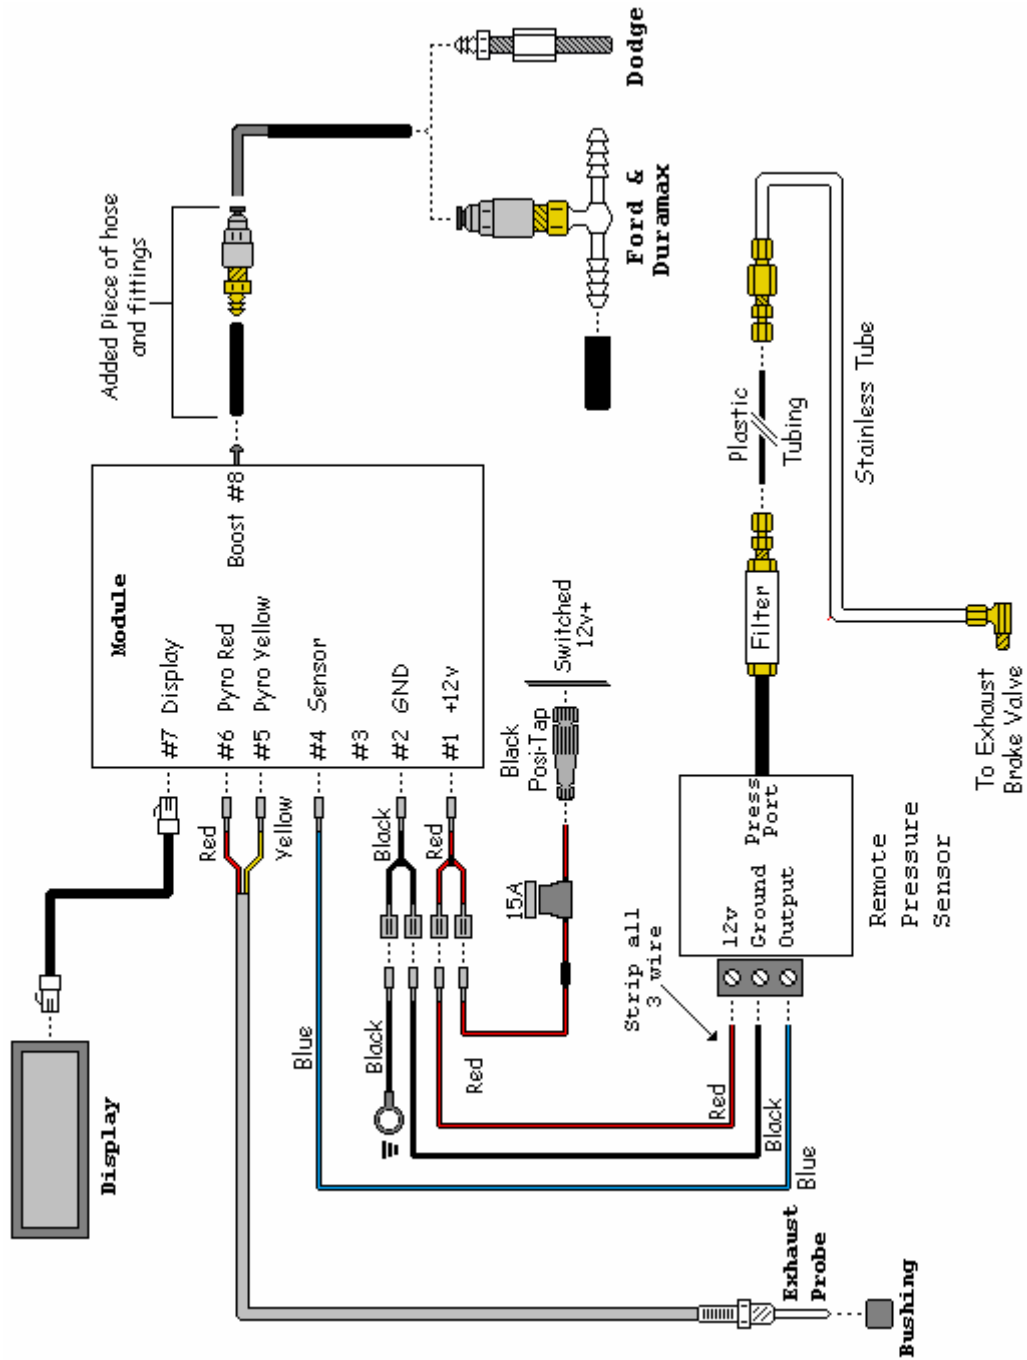 Dodge
Ford &
Duramax
Added piece of hose
and fittings
Module
Boost #8
#7 Display
#6 Pyro Red
#5 Pyro Yellow
#4 Sensor
#3
#2 GND
#1 +12v
Red
Yellow
Black
Red
Black
Posi-Tap
Switched
12v+
15A
Plastic
Tubing
Stainless Tube
Filter
To Exhaust
Brake Valve
Press
Port
12v
Ground
Output
Remote
Pressure
Sensor
Strip all
3 wire
Blue
Black
Red
Red
Black
Blue
Display
Exhaust
Probe
Bushing